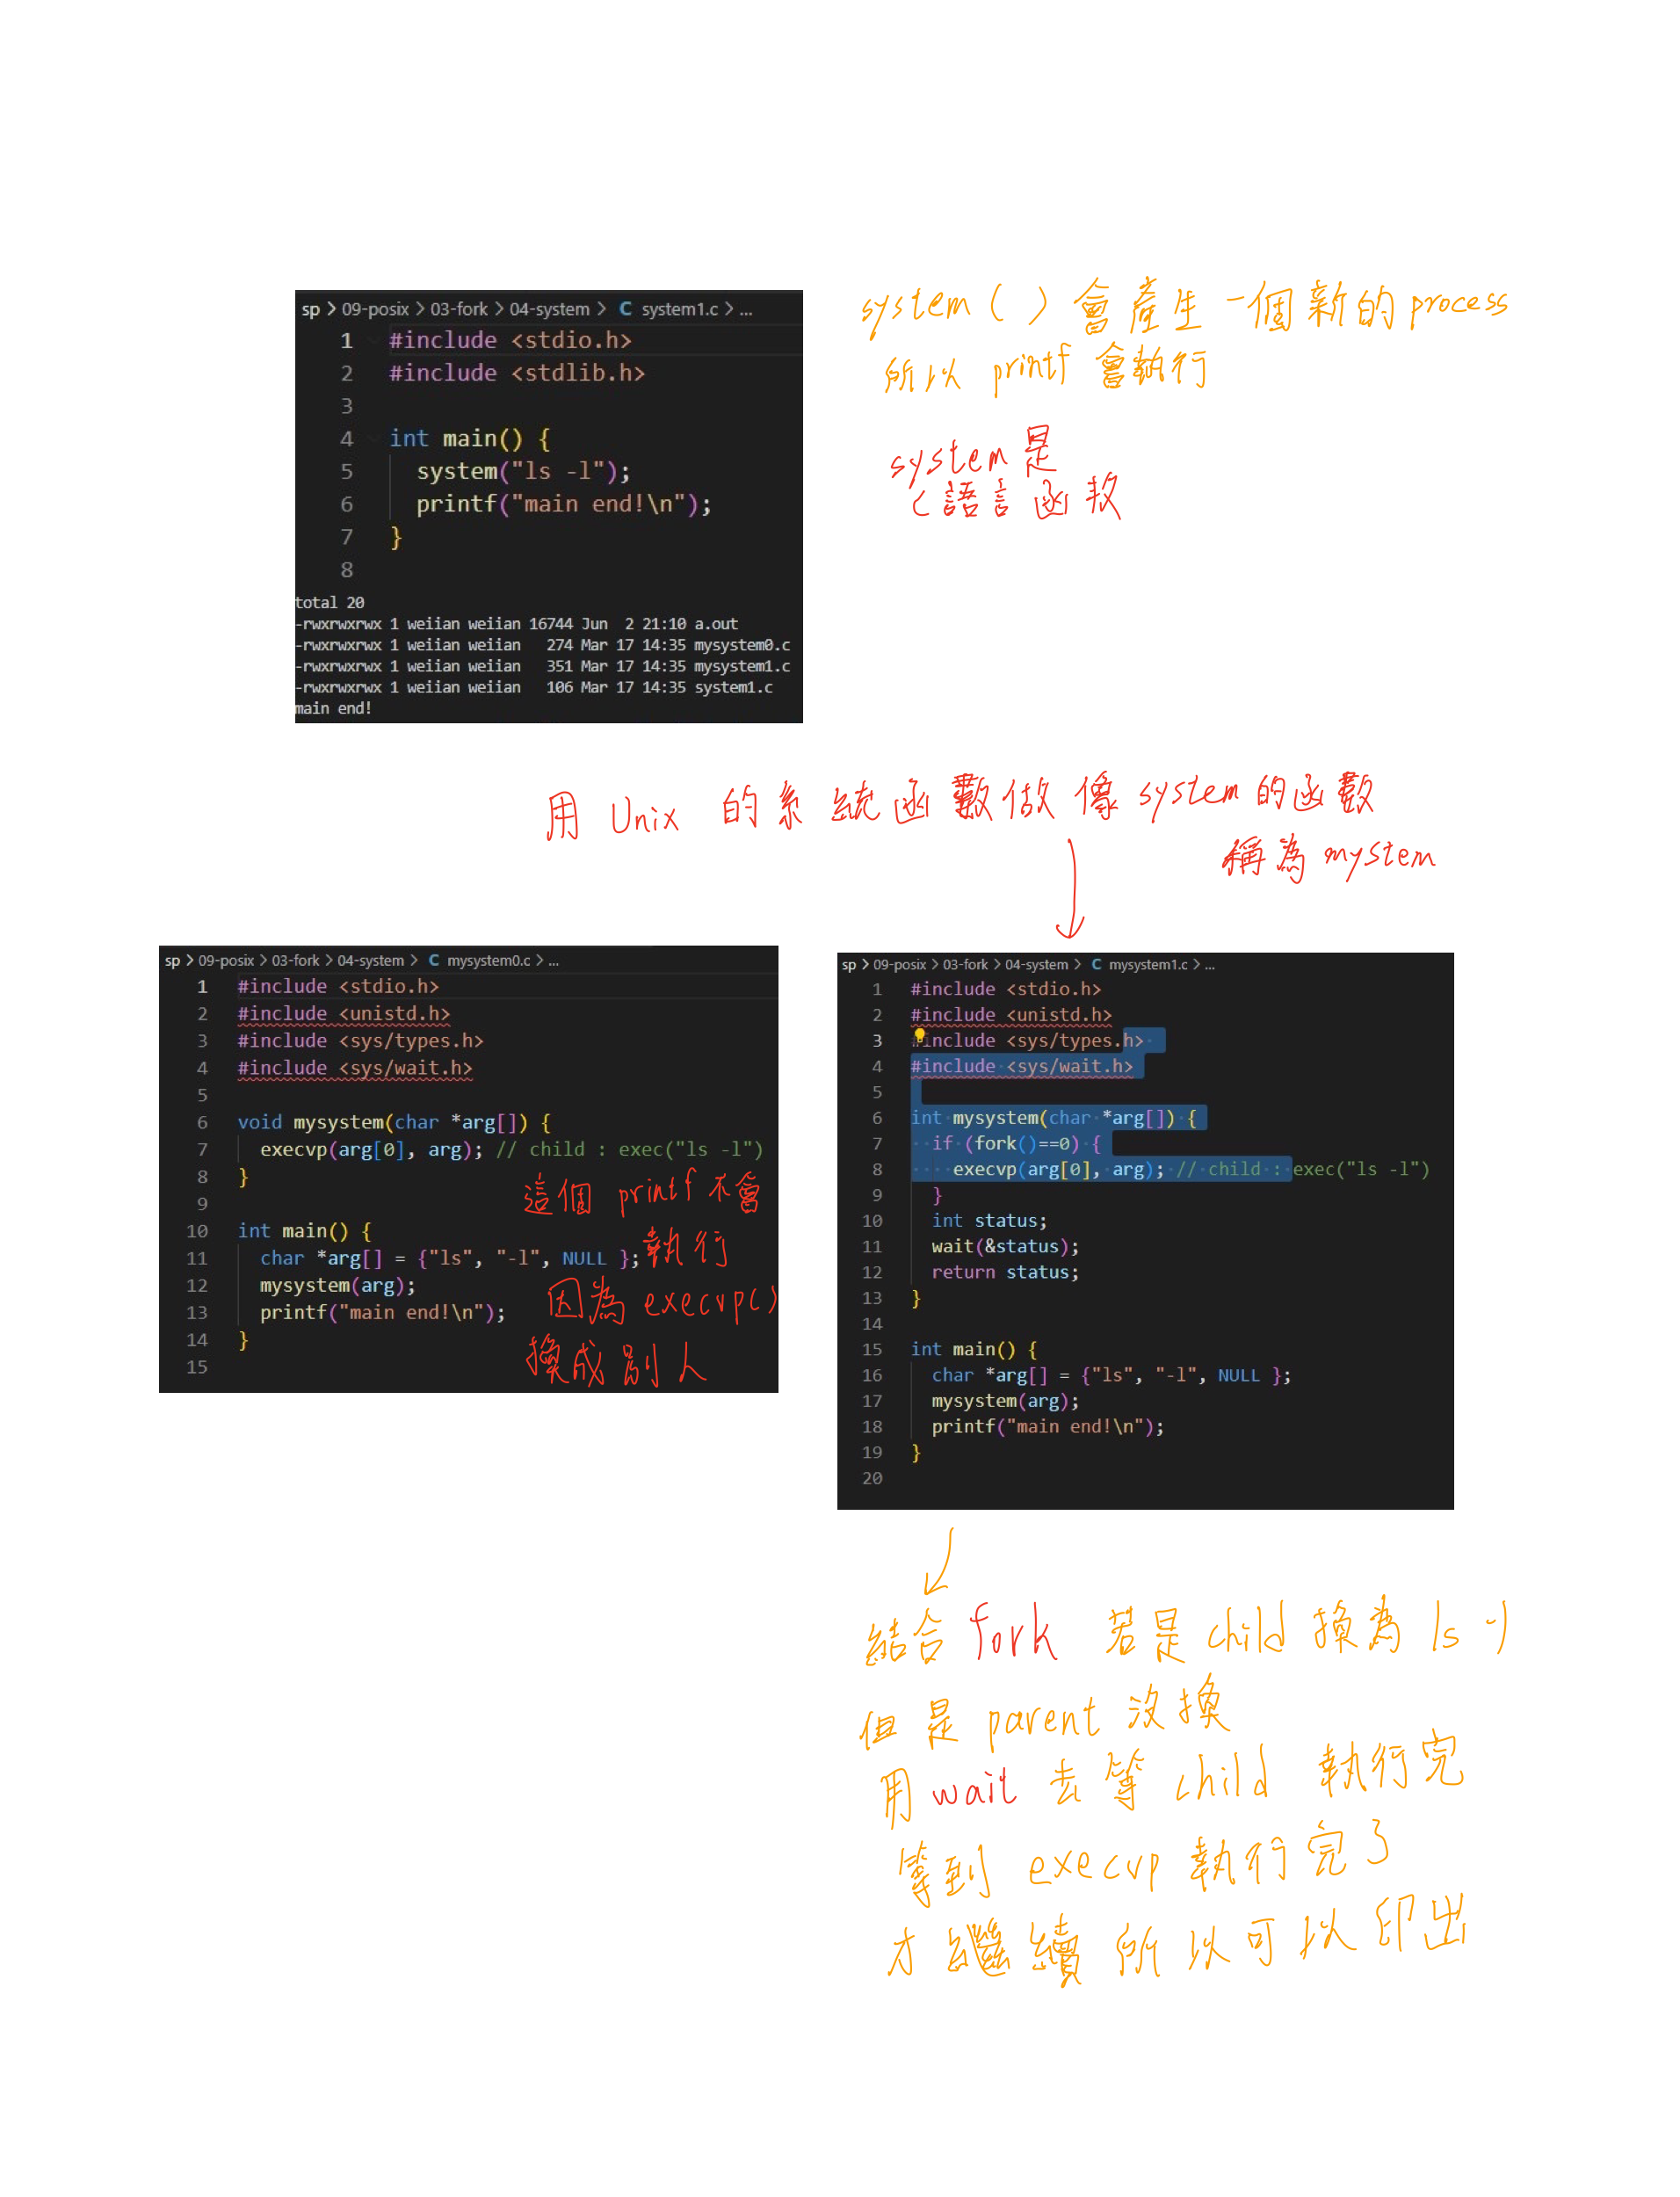 sp > 09-posix > 03-fork > 04-system > C system1.c > ...
1 #include <stdio.h>
2 #include <stdlib.h>
3
4 int main() {
5 system("ls -l");
6 printf("main end!\n");
7 }
8
total 20
-rwxrwxrwx 1 weiian weiian 16744 Jun  2 21:10 a.out
-rwxrwxrwx 1 weiian weiian   274 Mar 17 14:35 mysystem0.c
-rwxrwxrwx 1 weiian weiian   351 Mar 17 14:35 mysystem1.c
-rwxrwxrwx 1 weiian weiian   106 Mar 17 14:35 system1.c
main end!
system ( ) 會產生一個新的 process
所以 printf 會執行
system 是
C語言函數
用 Unix 的系統函數做像 system 的函數
稱為 mystem
sp > 09-posix > 03-fork > 04-system > C mysystem0.c > ...
1 #include <stdio.h>
2 #include <unistd.h>
3 #include <sys/types.h>
4 #include <sys/wait.h>
5
6 void mysystem(char *arg[]) {
7 execvp(arg[0], arg); // child : exec("ls -l")
8 }
9
10 int main() {
11 char *arg[] = {"ls", "-l", NULL };
12 mysystem(arg);
13 printf("main end!\n");
14 }
15
這個 printf 不會
執行
因為 execvp()
換成別人
sp > 09-posix > 03-fork > 04-system > C mysystem1.c > ...
1 #include <stdio.h>
2 #include <unistd.h>
3 #include <sys/types.h>
4 #include <sys/wait.h>
5
6 int mysystem(char *arg[]) {
7 if (fork()==0) {
8 execvp(arg[0], arg); // child : exec("ls -l")
9 }
10 int status;
11 wait(&status);
12 return status;
13 }
14
15 int main() {
16 char *arg[] = {"ls", "-l", NULL };
17 mysystem(arg);
18 printf("main end!\n");
19 }
20
結合 fork 若是 child 換為 ls -l
但是 parent 沒換
用 wait 去等 child 執行完
等到 execvp 執行完了
才繼續 所以可以印出